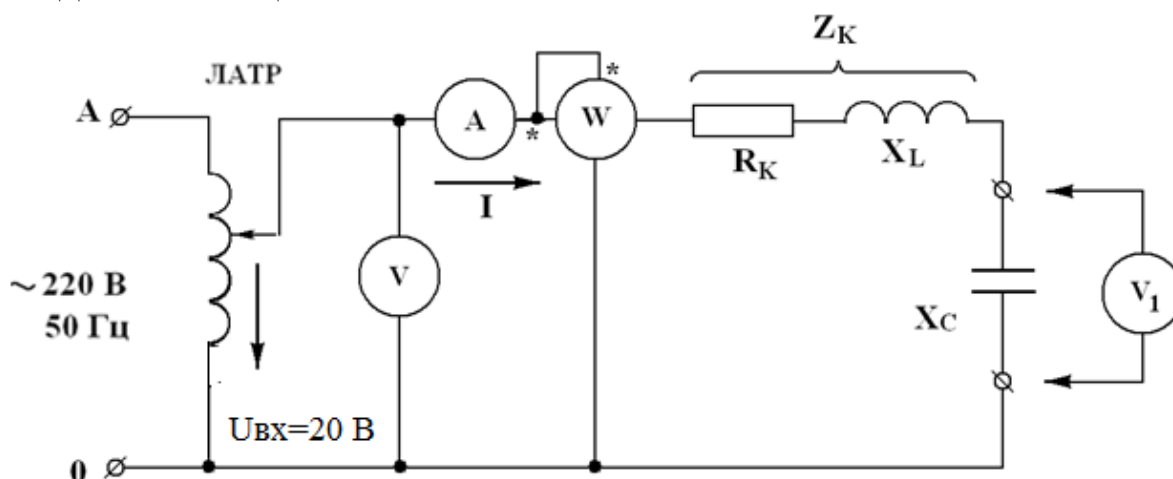 Z_K
ЛАТР
А
A
*
*
W
R_K
X_L
I
~220 В
50 Гц
V
X_C
V_1
Uвх=20 В
0